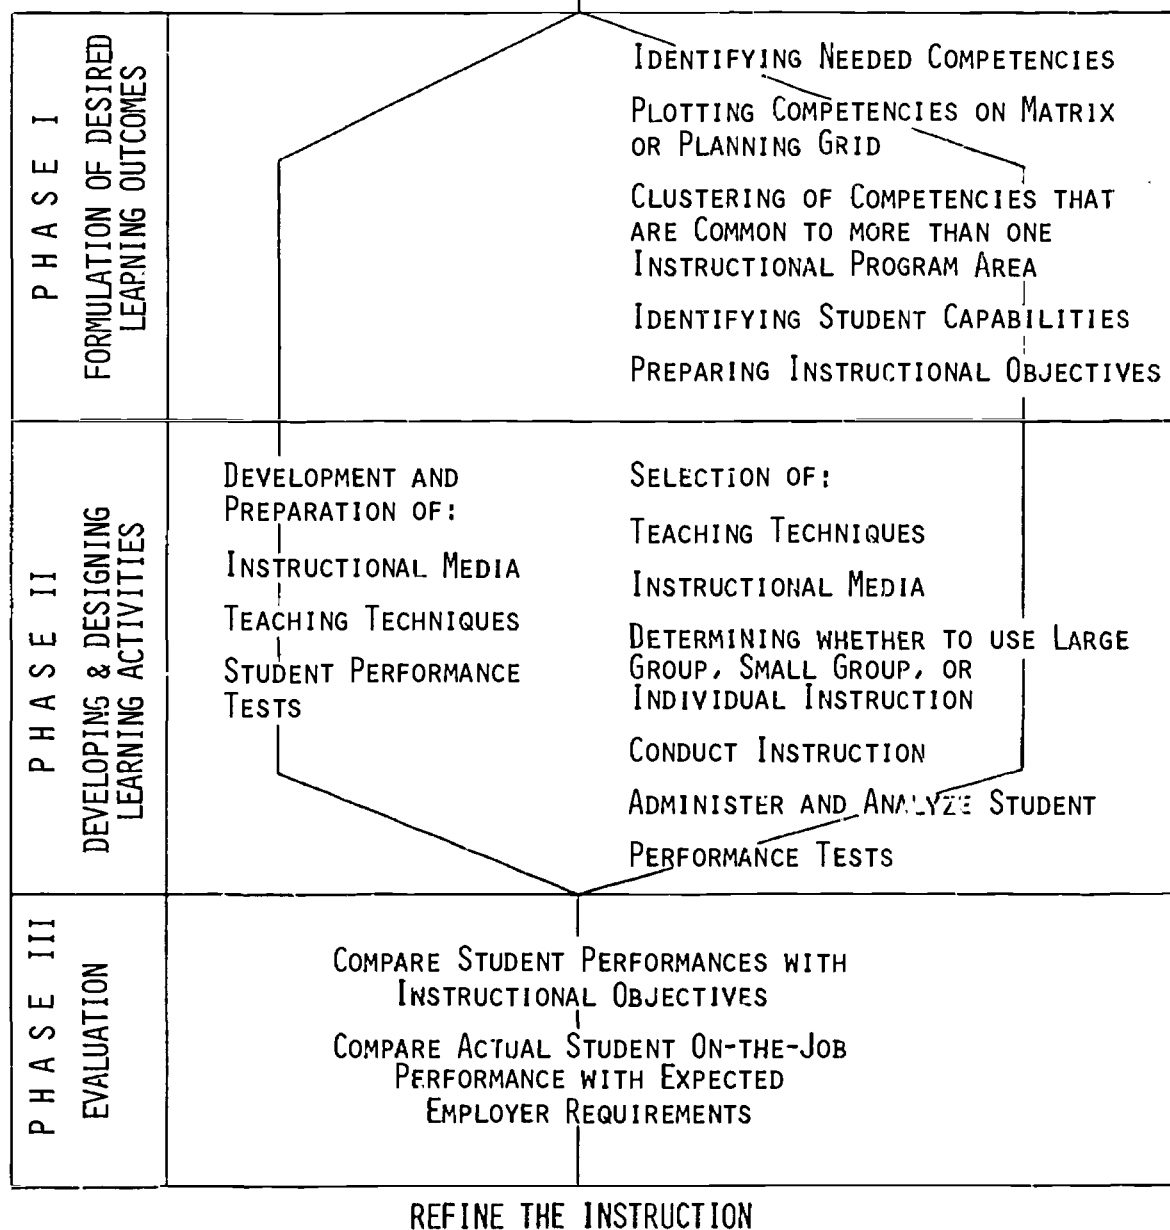 PHASE I
FORMULATION OF DESIRED
LEARNING OUTCOMES
IDENTIFYING NEEDED COMPETENCIES
PLOTTING COMPETENCIES ON MATRIX
OR PLANNING GRID
CLUSTERING OF COMPETENCIES THAT
ARE COMMON TO MORE THAN ONE
INSTRUCTIONAL PROGRAM AREA
IDENTIFYING STUDENT CAPABILITIES
PREPARING INSTRUCTIONAL OBJECTIVES
PHASE II
DEVELOPING & DESIGNING
LEARNING ACTIVITIES
DEVELOPMENT AND
PREPARATION OF:
INSTRUCTIONAL MEDIA
TEACHING TECHNIQUES
STUDENT PERFORMANCE
TESTS
SELECTION OF:
TEACHING TECHNIQUES
INSTRUCTIONAL MEDIA
DETERMINING WHETHER TO USE LARGE
GROUP, SMALL GROUP, OR
INDIVIDUAL INSTRUCTION
CONDUCT INSTRUCTION
ADMINISTER AND ANALYZE STUDENT
PERFORMANCE TESTS
PHASE III
EVALUATION
COMPARE STUDENT PERFORMANCES WITH
INSTRUCTIONAL OBJECTIVES
COMPARE ACTUAL STUDENT ON-THE-JOB
PERFORMANCE WITH EXPECTED
EMPLOYER REQUIREMENTS
REFINE THE INSTRUCTION